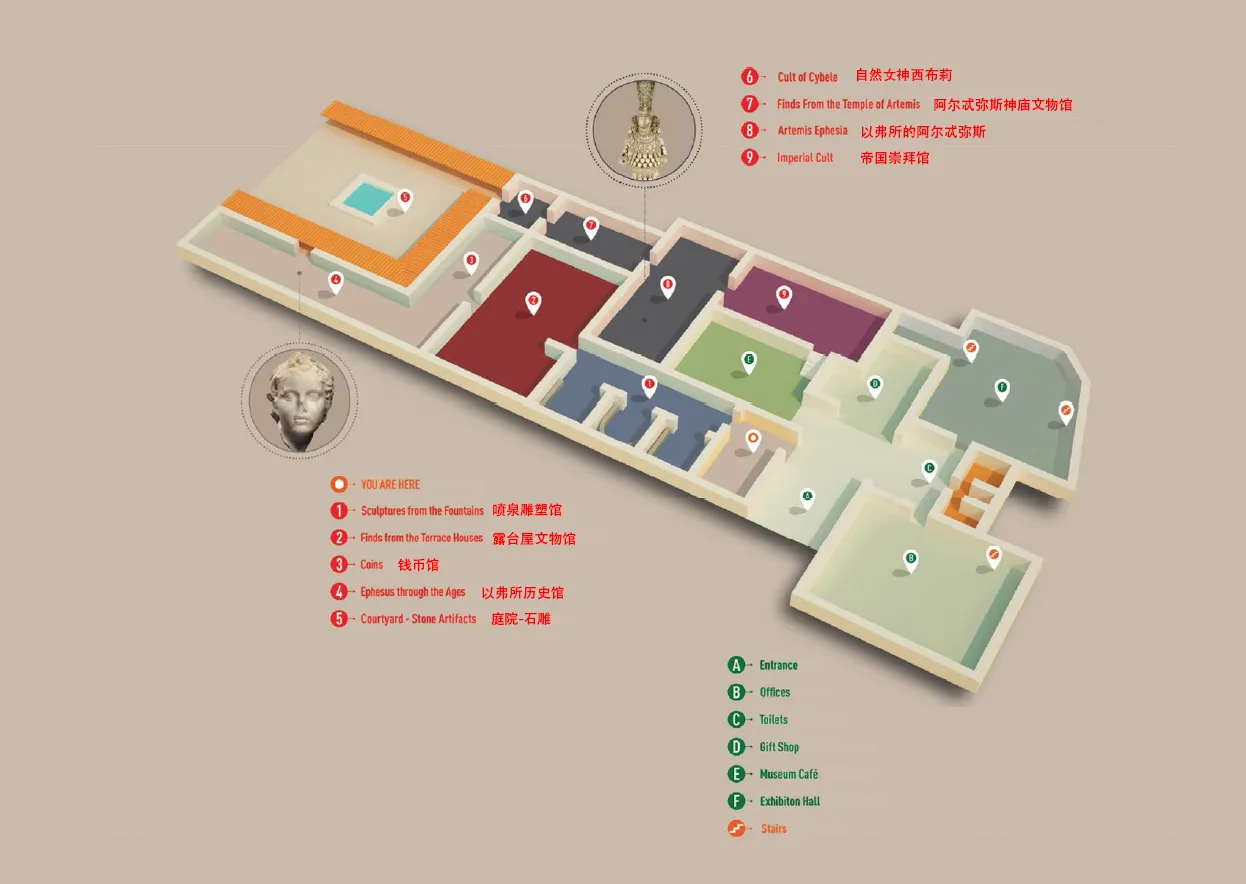 6 Cult of Cybele 自然女神西布莉
7 Finds From the Temple of Artemis 阿尔忒弥斯神庙文物馆
8 Artemis Ephesia 以弗所的阿尔忒弥斯
9 Imperial Cult 帝国崇拜馆
5
6
7
3
4
8
2
9
E
1
D
F
C
A
B
YOU ARE HERE
1 Sculptures from the Fountains 喷泉雕塑馆
2 Finds from the Terrace Houses 露台屋文物馆
3 Coins 钱币馆
4 Ephesus through the Ages 以弗所历史馆
5 Courtyard - Stone Artifacts 庭院-石雕
A Entrance
B Offices
C Toilets
D Gift Shop
E Museum Café
F Exhibiton Hall
Stairs